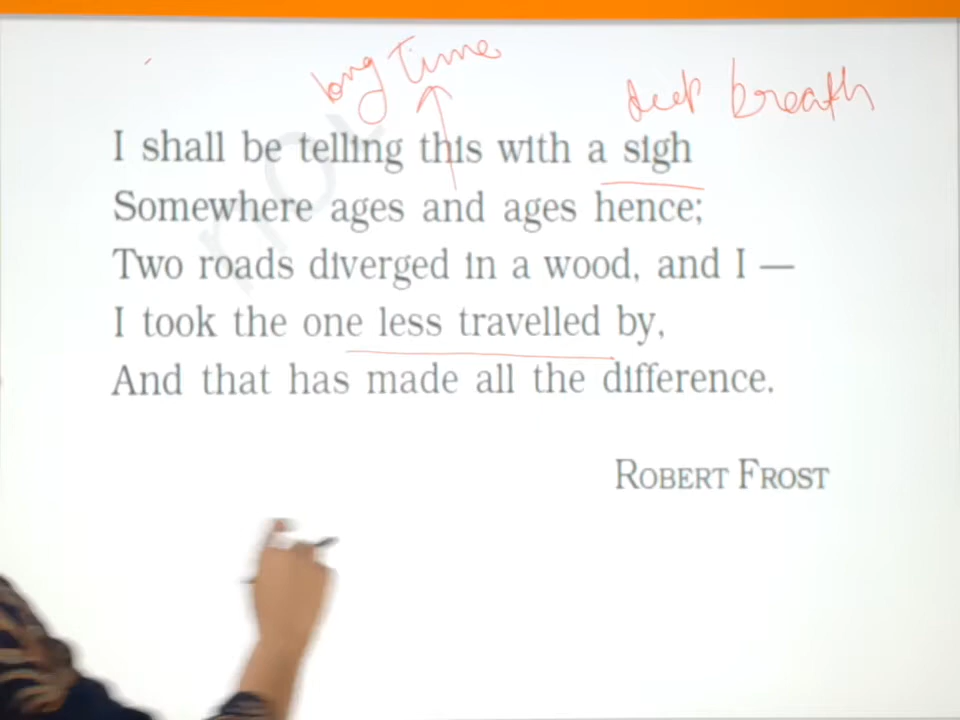 long time
deep breath
I shall be telling this with a sigh
Somewhere ages and ages hence;
Two roads diverged in a wood, and I —
I took the one less travelled by,
And that has made all the difference.
ROBERT FROST